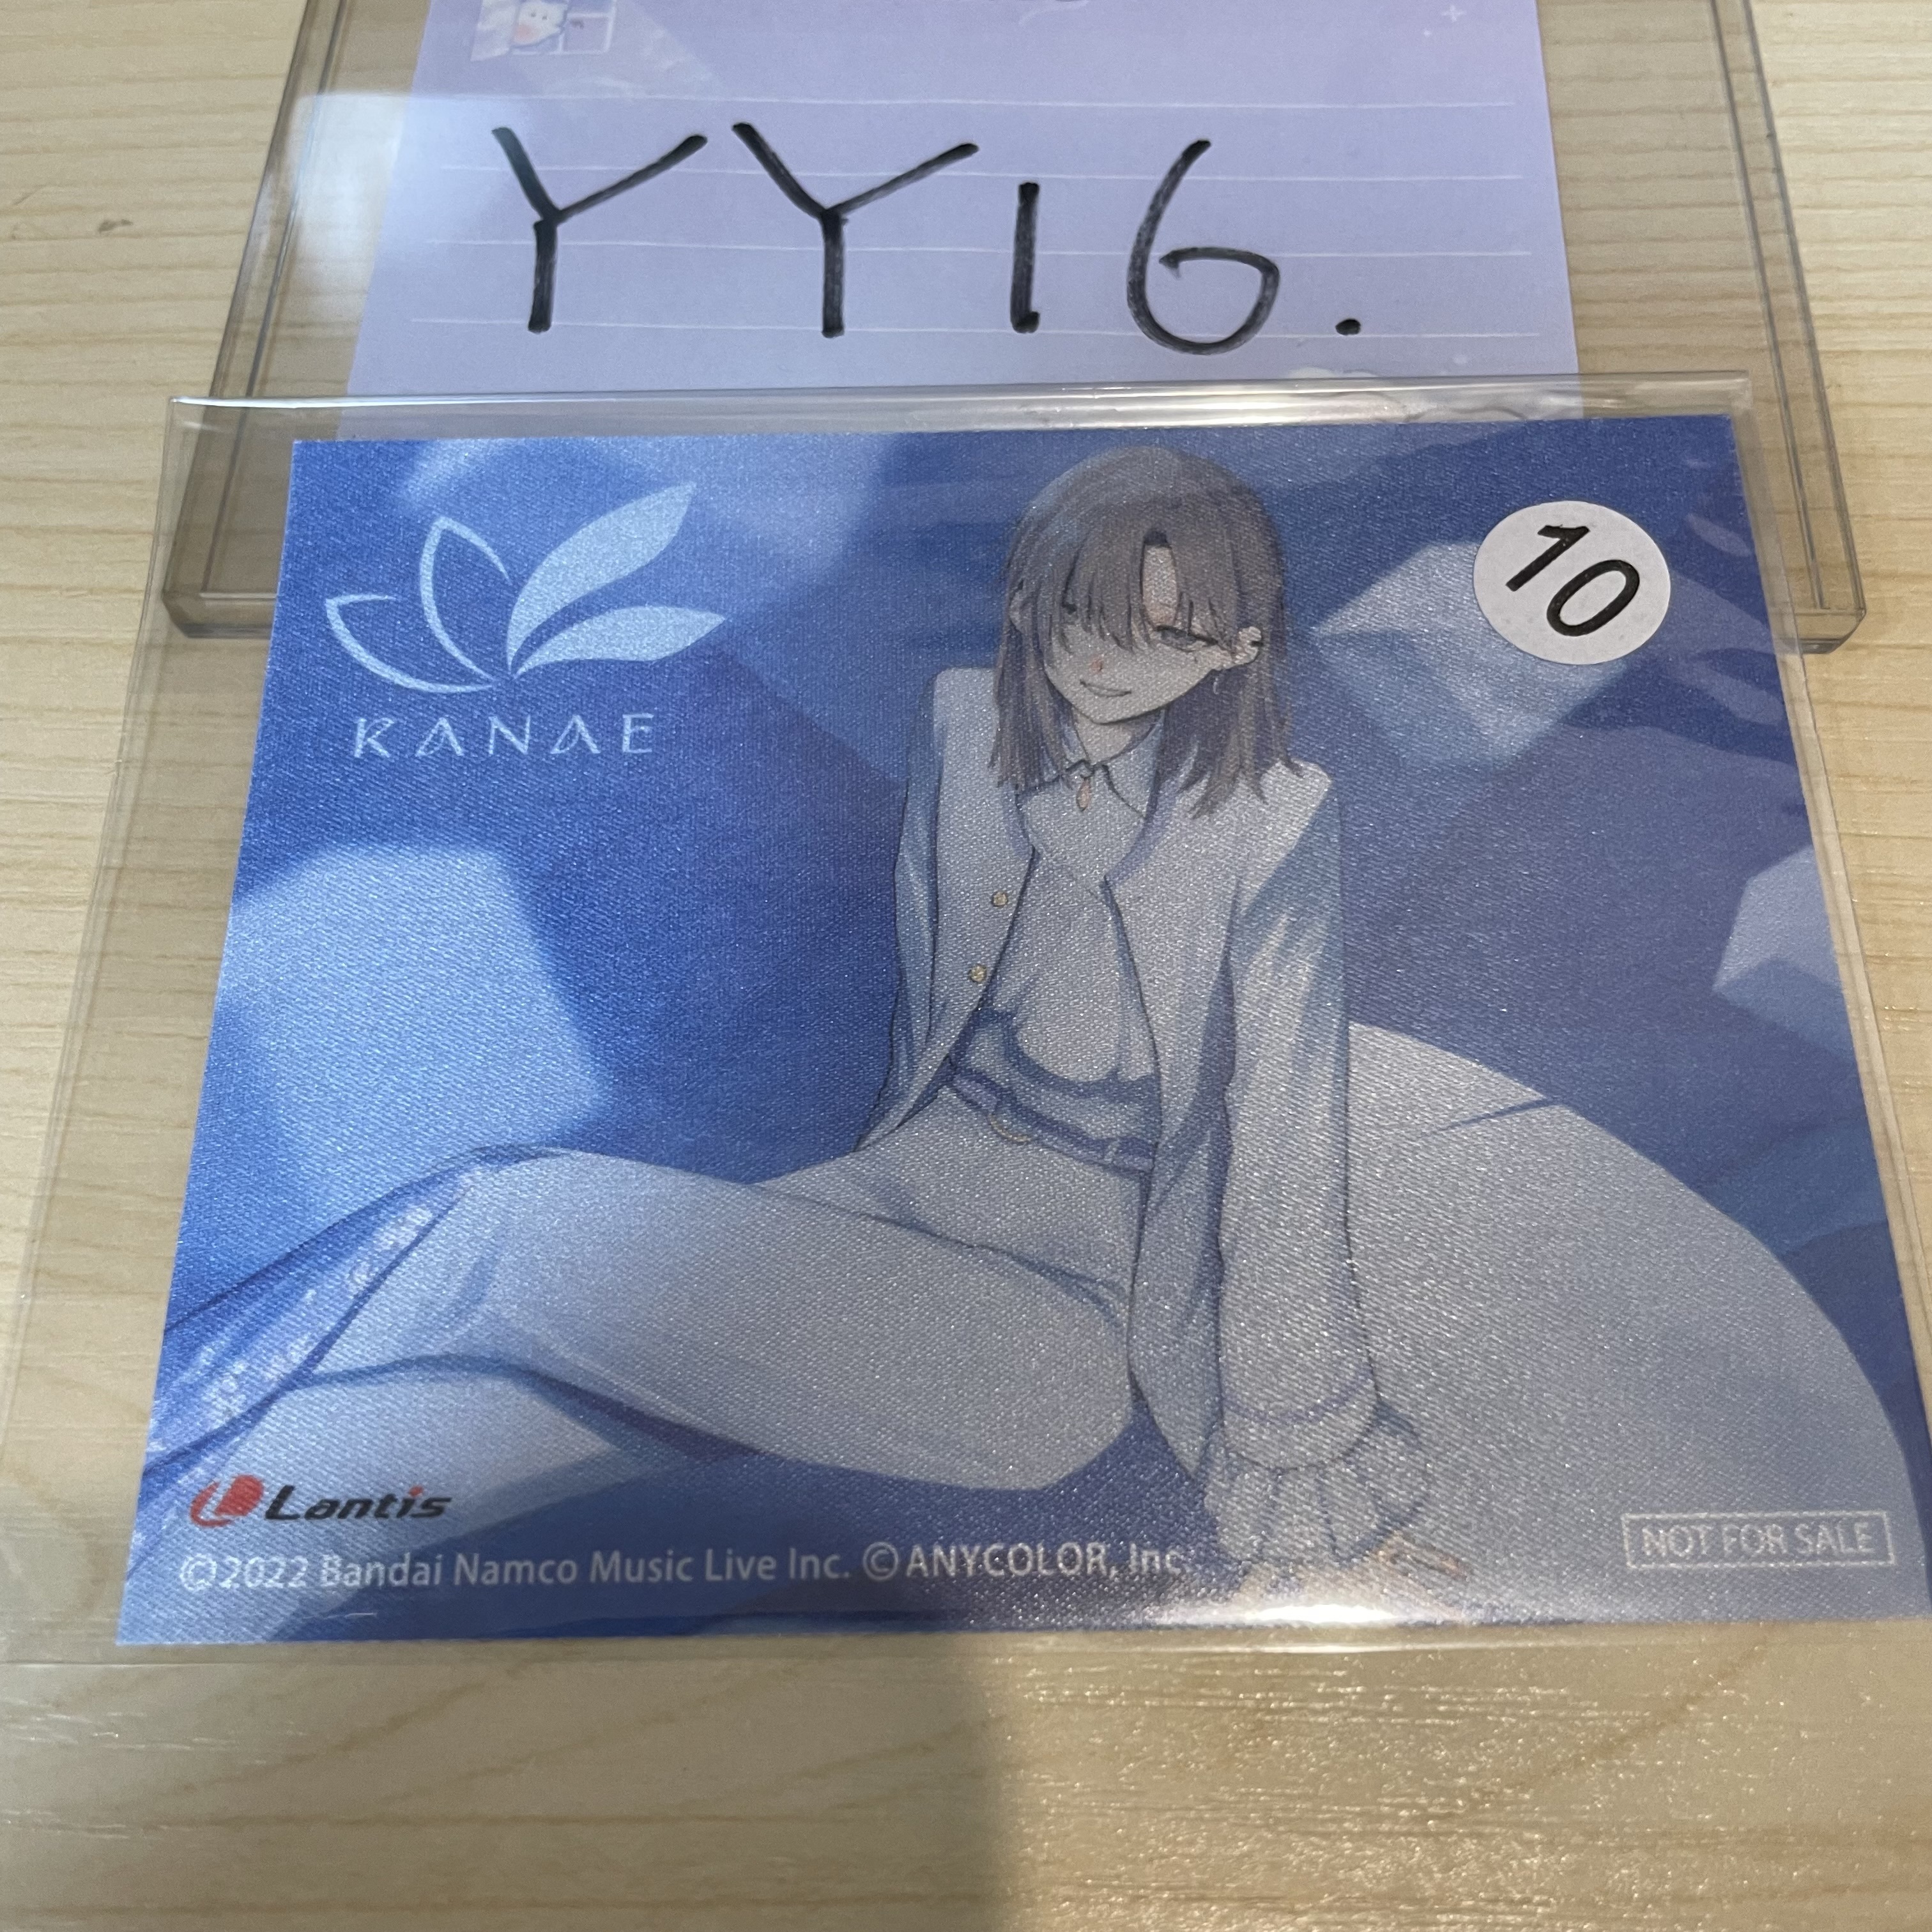 YY16.
10
KANAE
Lantis
©2022 Bandai Namco Music Live Inc. ©ANYCOLOR, Inc.
NOT FOR SALE